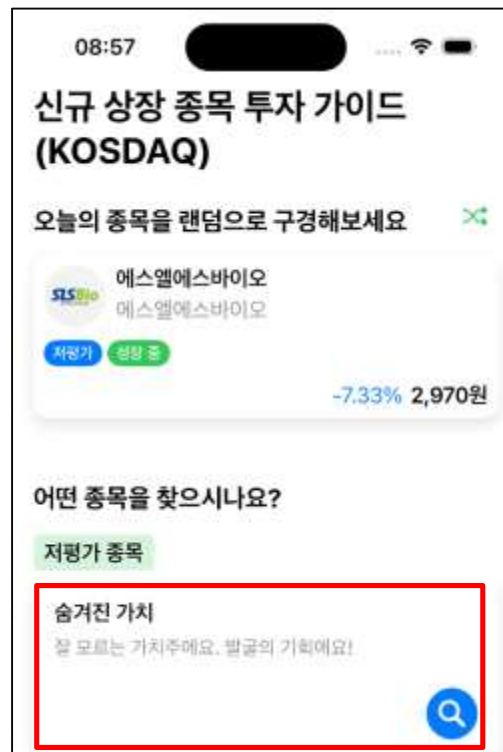 08:57
신규 상장 종목 투자 가이드
(KOSDAQ)
오늘의 종목을 랜덤으로 구경해보세요
SLS Bio
에스엘에스바이오
에스엘에스바이오
저평가 성장 중
-7.33% 2,970원
어떤 종목을 찾으시나요?
저평가 종목
숨겨진 가치
잘 모르는 가치주에요. 발굴의 기회에요!